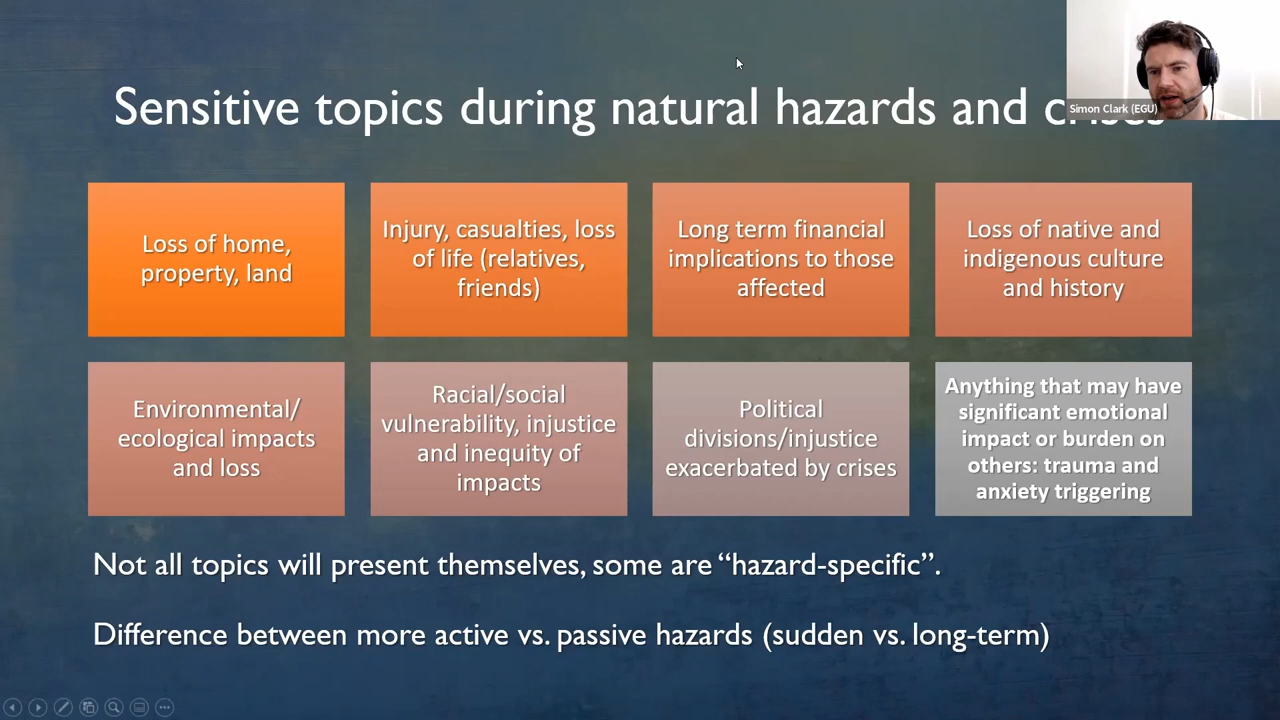 Simon Clark (EGU)
Sensitive topics during natural hazards and crises
Loss of home,
property, land
Injury, casualties, loss
of life (relatives,
friends)
Long term financial
implications to those
affected
Loss of native and
indigenous culture
and history
Environmental/
ecological impacts
and loss
Racial/social
vulnerability, injustice
and inequity of
impacts
Political
divisions/injustice
exacerbated by crises
Anything that may have
significant emotional
impact or burden on
others: trauma and
anxiety triggering
Not all topics will present themselves, some are “hazard-specific”.
Difference between more active vs. passive hazards (sudden vs. long-term)